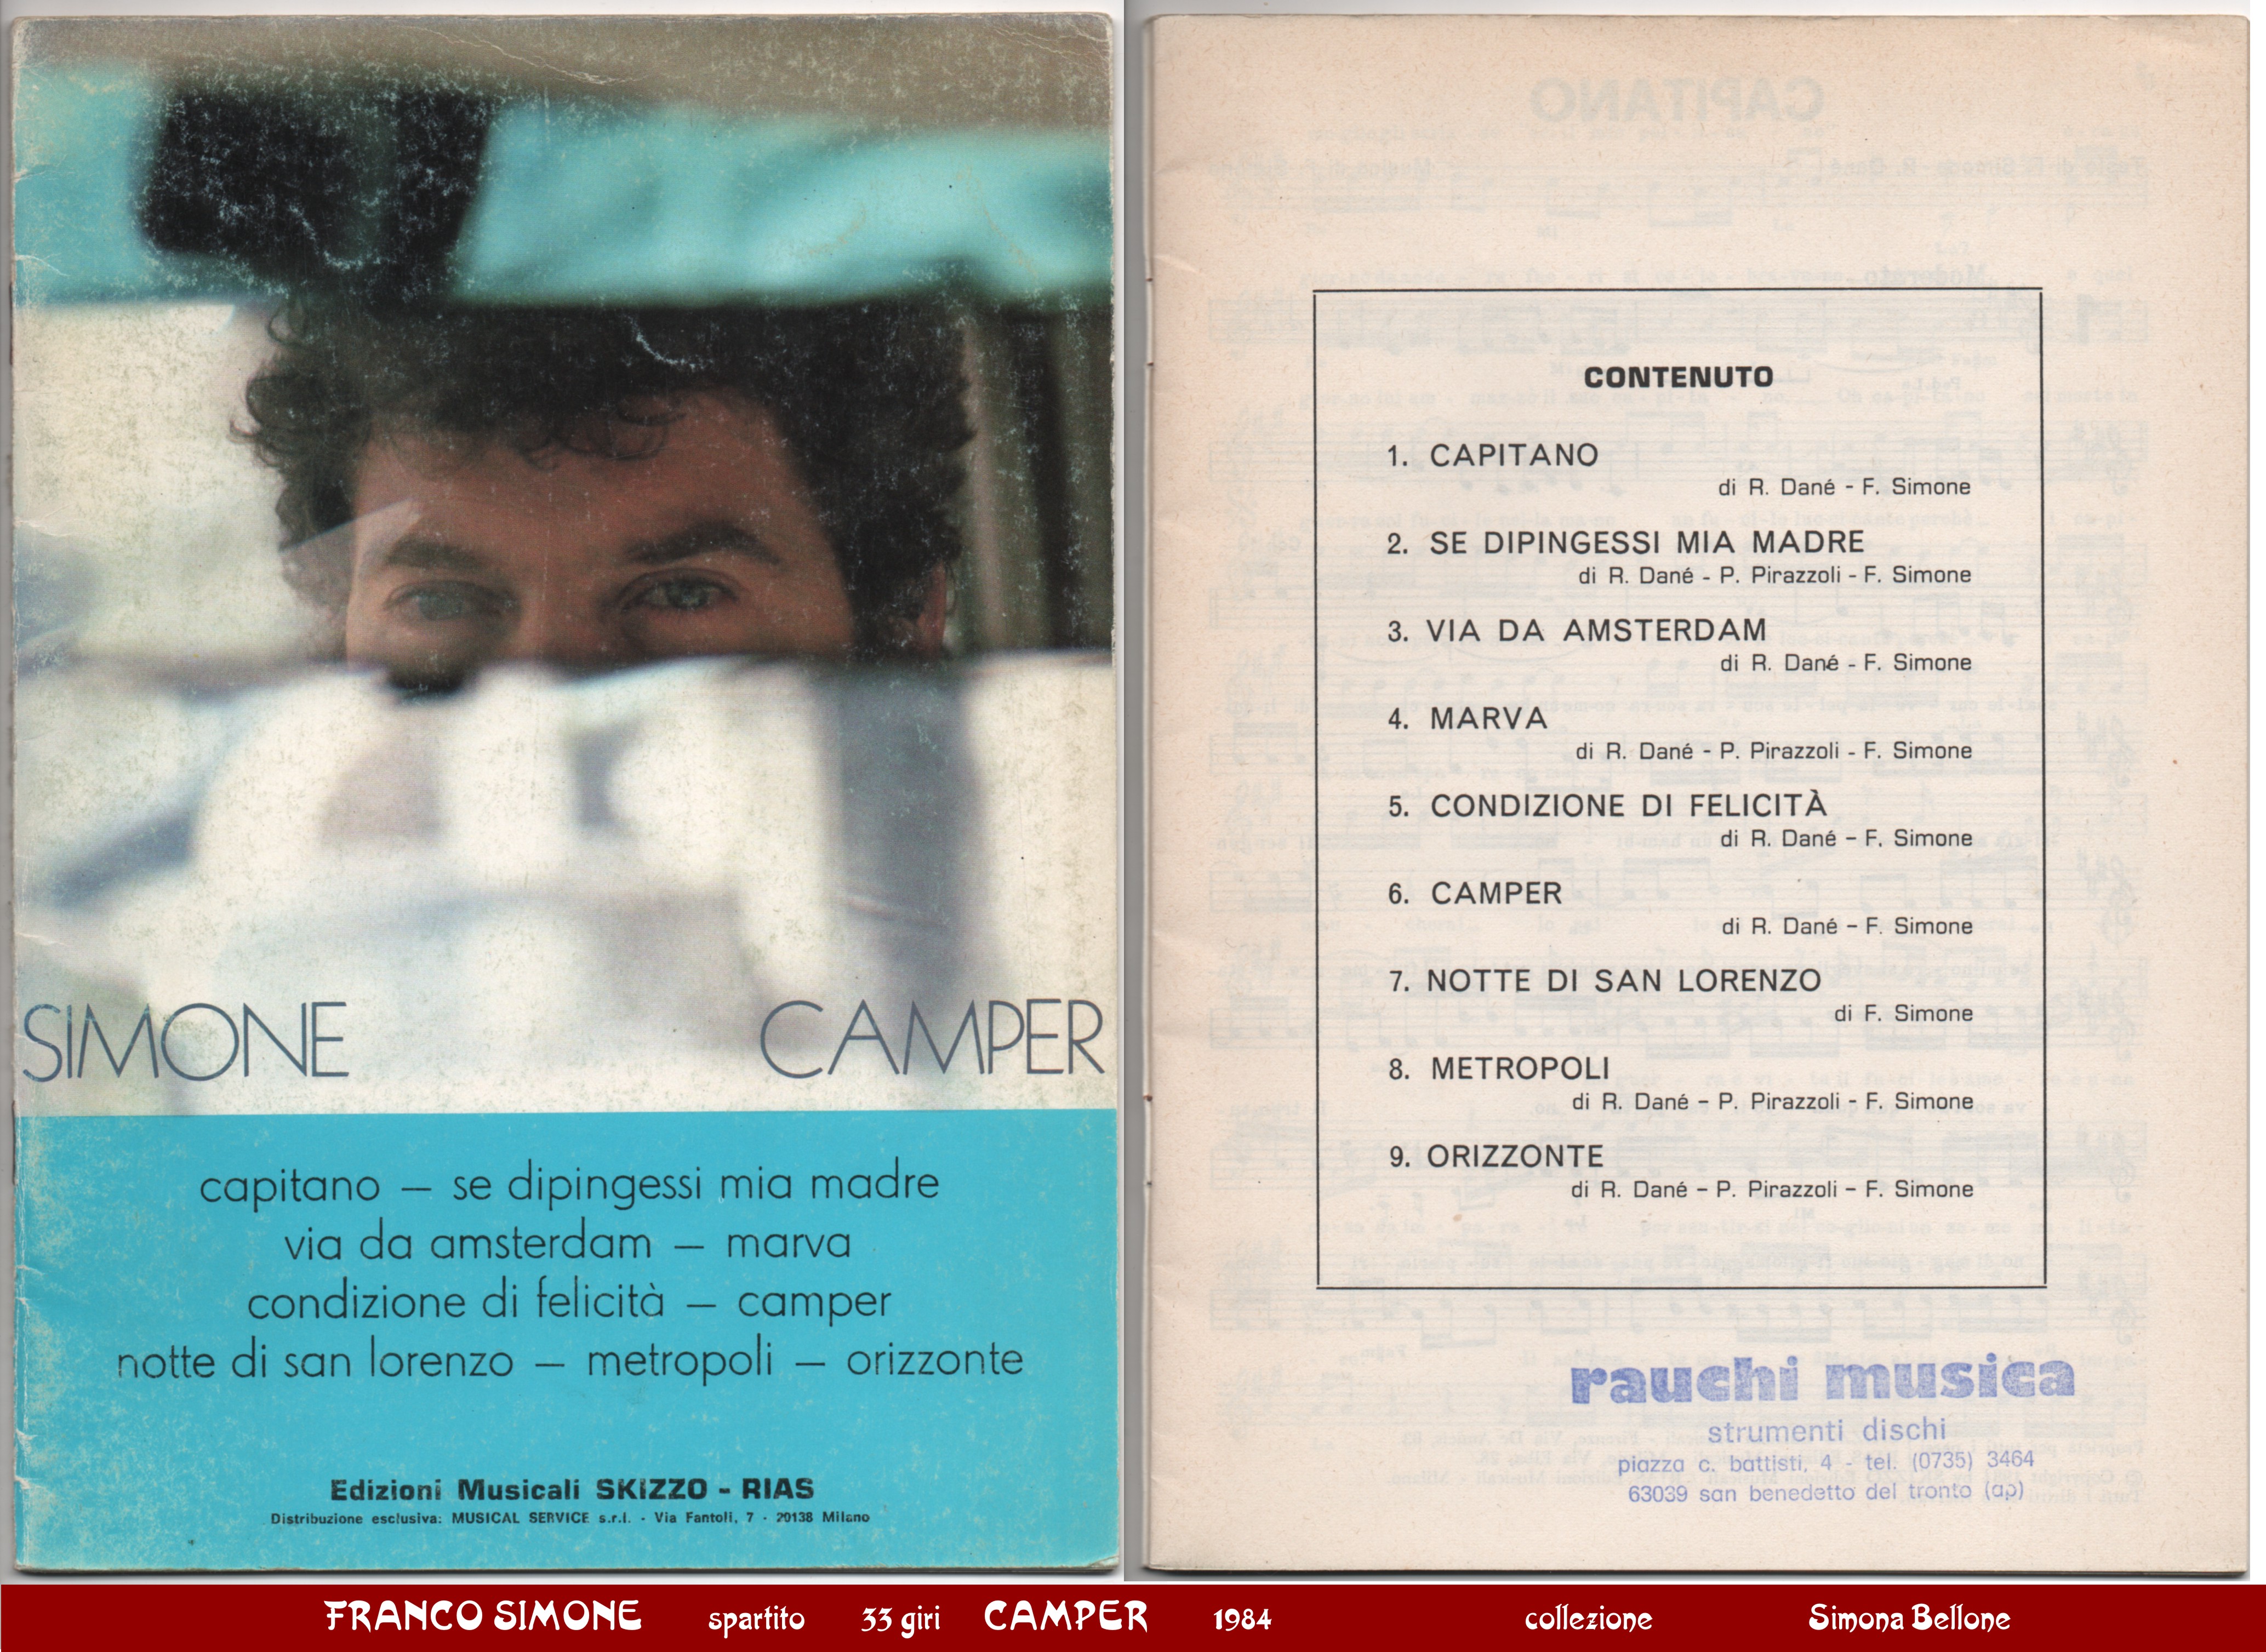 SIMONE CAMPER
capitano — se dipingessi mia madre
via da amsterdam — marva
condizione di felicità — camper
notte di san lorenzo — metropoli — orizzonte
Edizioni Musicali SKIZZO - RIAS
Distribuzione esclusiva: MUSICAL SERVICE s.r.l. - Via Fantoli, 7 - 20138 Milano
CAPITANO
Moderato
CONTENUTO
1. CAPITANO
di R. Dané - F. Simone
2. SE DIPINGESSI MIA MADRE
di R. Dané - P. Pirazzoli - F. Simone
3. VIA DA AMSTERDAM
di R. Dané - F. Simone
4. MARVA
di R. Dané - P. Pirazzoli - F. Simone
5. CONDIZIONE DI FELICITÀ
di R. Dané – F. Simone
6. CAMPER
di R. Dané – F. Simone
7. NOTTE DI SAN LORENZO
di F. Simone
8. METROPOLI
di R. Dané – P. Pirazzoli - F. Simone
9. ORIZZONTE
di R. Dané – P. Pirazzoli – F. Simone
rauchi musica
strumenti dischi
piazza c. battisti, 4 - tel. (0735) 3464
63039 san benedetto del tronto (ap)
FRANCO SIMONE spartito 33 giri CAMPER 1984 collezione Simona Bellone